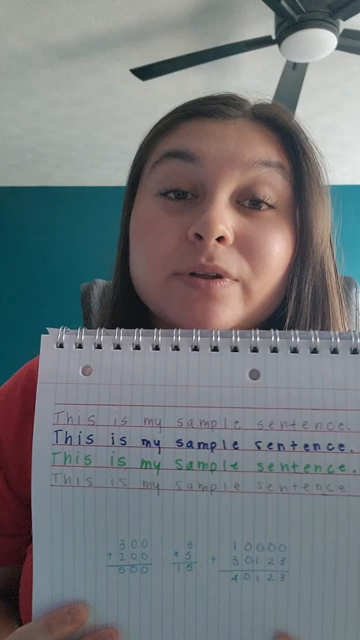 This is my sample sentence.
This is my sample sentence.
This is my sample sentence.
This is my sample sentence.
300
+ 200
500
3
× 5
15
10000
+ 30123
40123